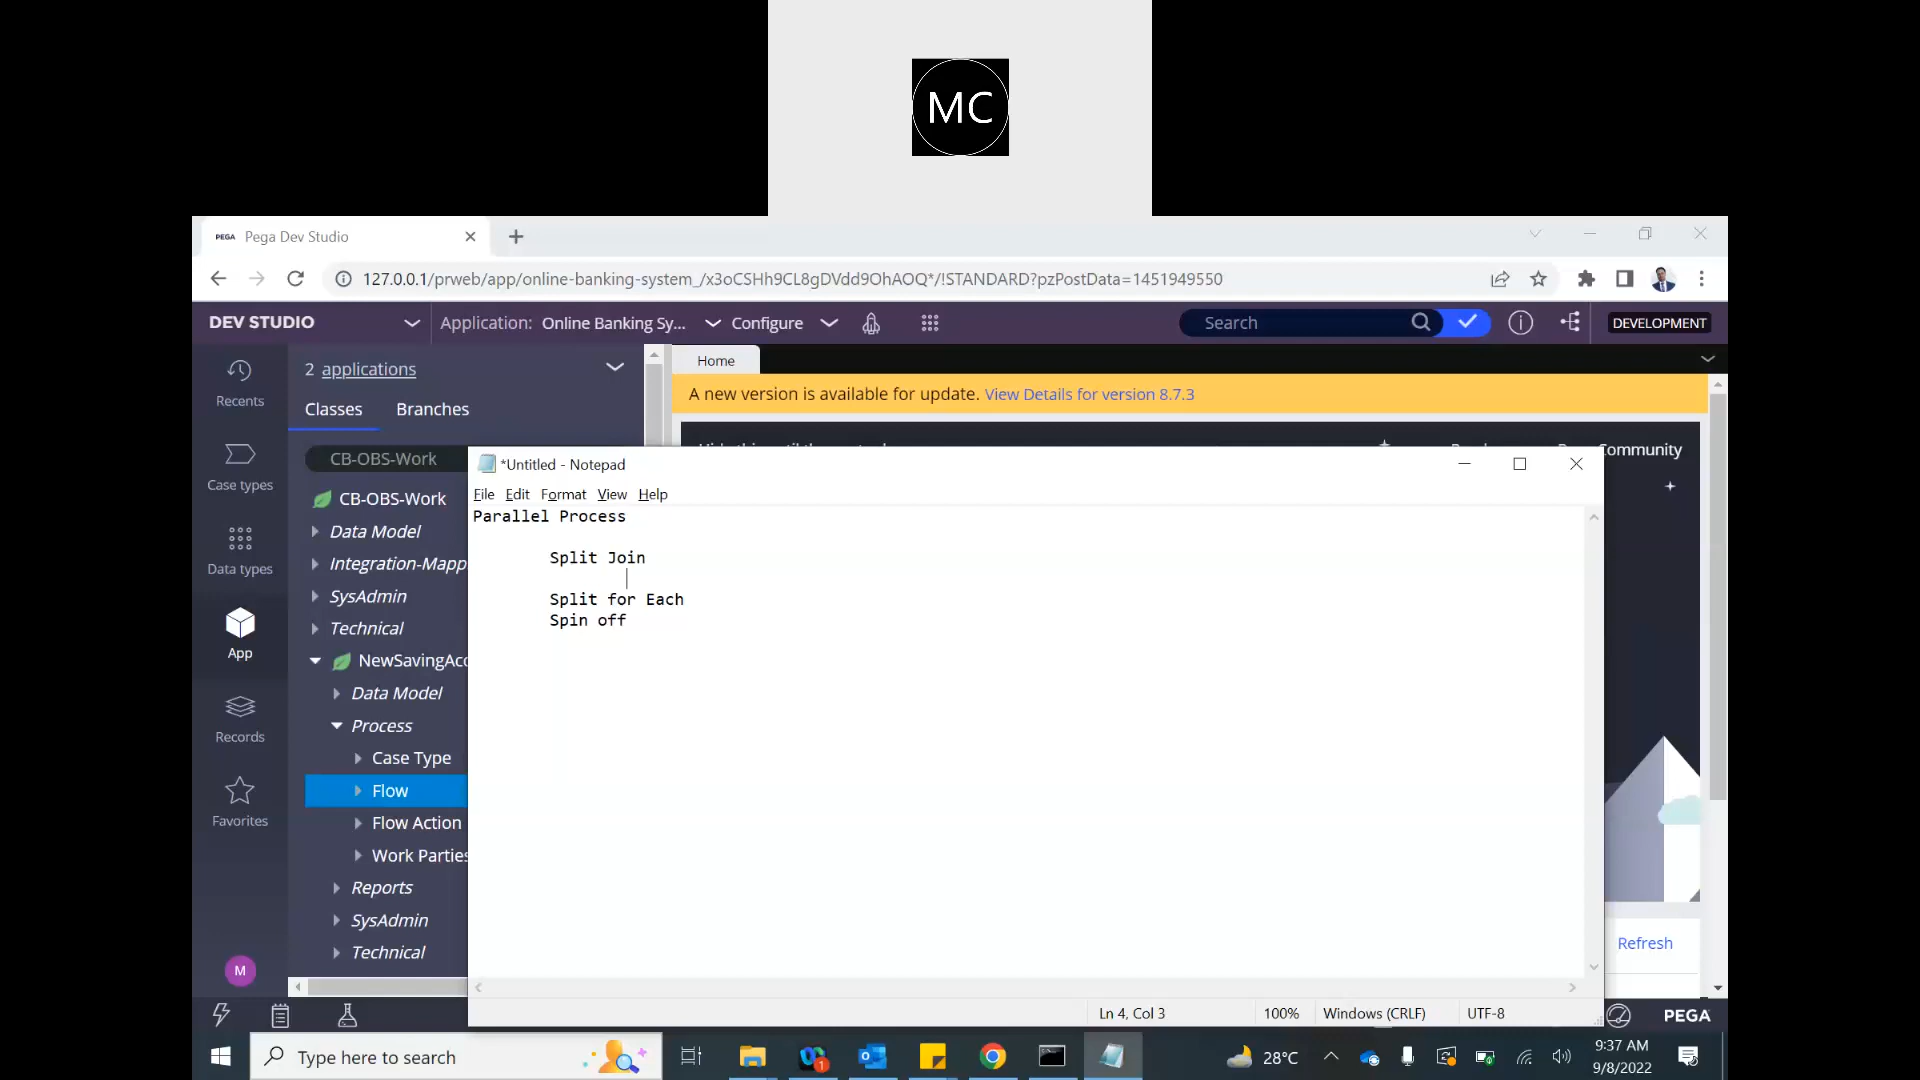 MC
PEGA Pega Dev Studio
127.0.0.1/prweb/app/online-banking-system_/x3oCSHh9CL8gDVdd9OhAOQ*/!STANDARD?pzPostData=1451949550
DEV STUDIO Application: Online Banking Sy... Configure Search DEVELOPMENT
Recents
Case types
Data types
App
Records
Favorites
M
2 applications
Classes Branches
CB-OBS-Work
CB-OBS-Work
Data Model
Integration-Mapp
SysAdmin
Technical
NewSavingAcc
Data Model
Process
Case Type
Flow
Flow Action
Work Parties
Reports
SysAdmin
Technical
Home
A new version is available for update. View Details for version 8.7.3
Community
*Untitled - Notepad
File Edit Format View Help
Parallel Process
Split Join
Split for Each
Spin off
Ln 4, Col 3 100% Windows (CRLF) UTF-8
Refresh
PEGA
Type here to search
1
28°C
9:37 AM
9/8/2022